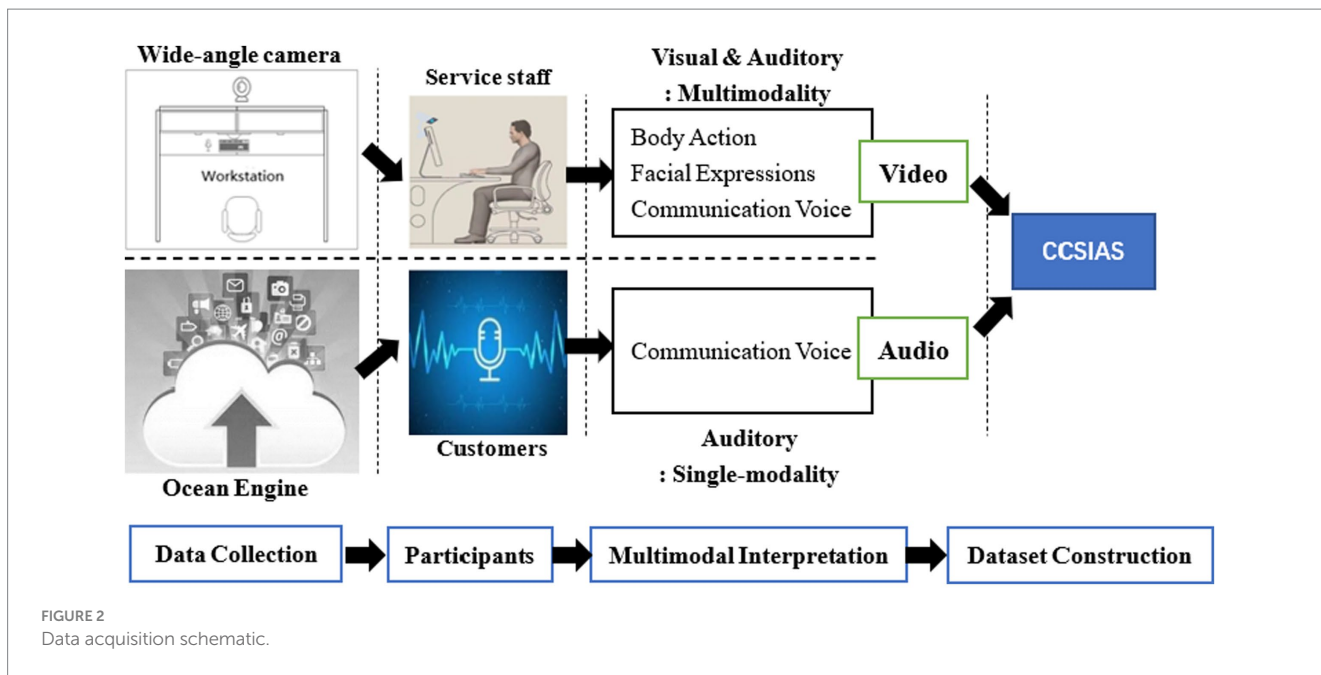 Wide-angle camera
Workstation
Service staff
Visual & Auditory
: Multimodality
Body Action
Facial Expressions
Communication Voice
Video
CCSIAS
Ocean Engine
Customers
Communication Voice
Audio
Auditory
: Single-modality
Data Collection
Participants
Multimodal Interpretation
Dataset Construction
FIGURE 2
Data acquisition schematic.